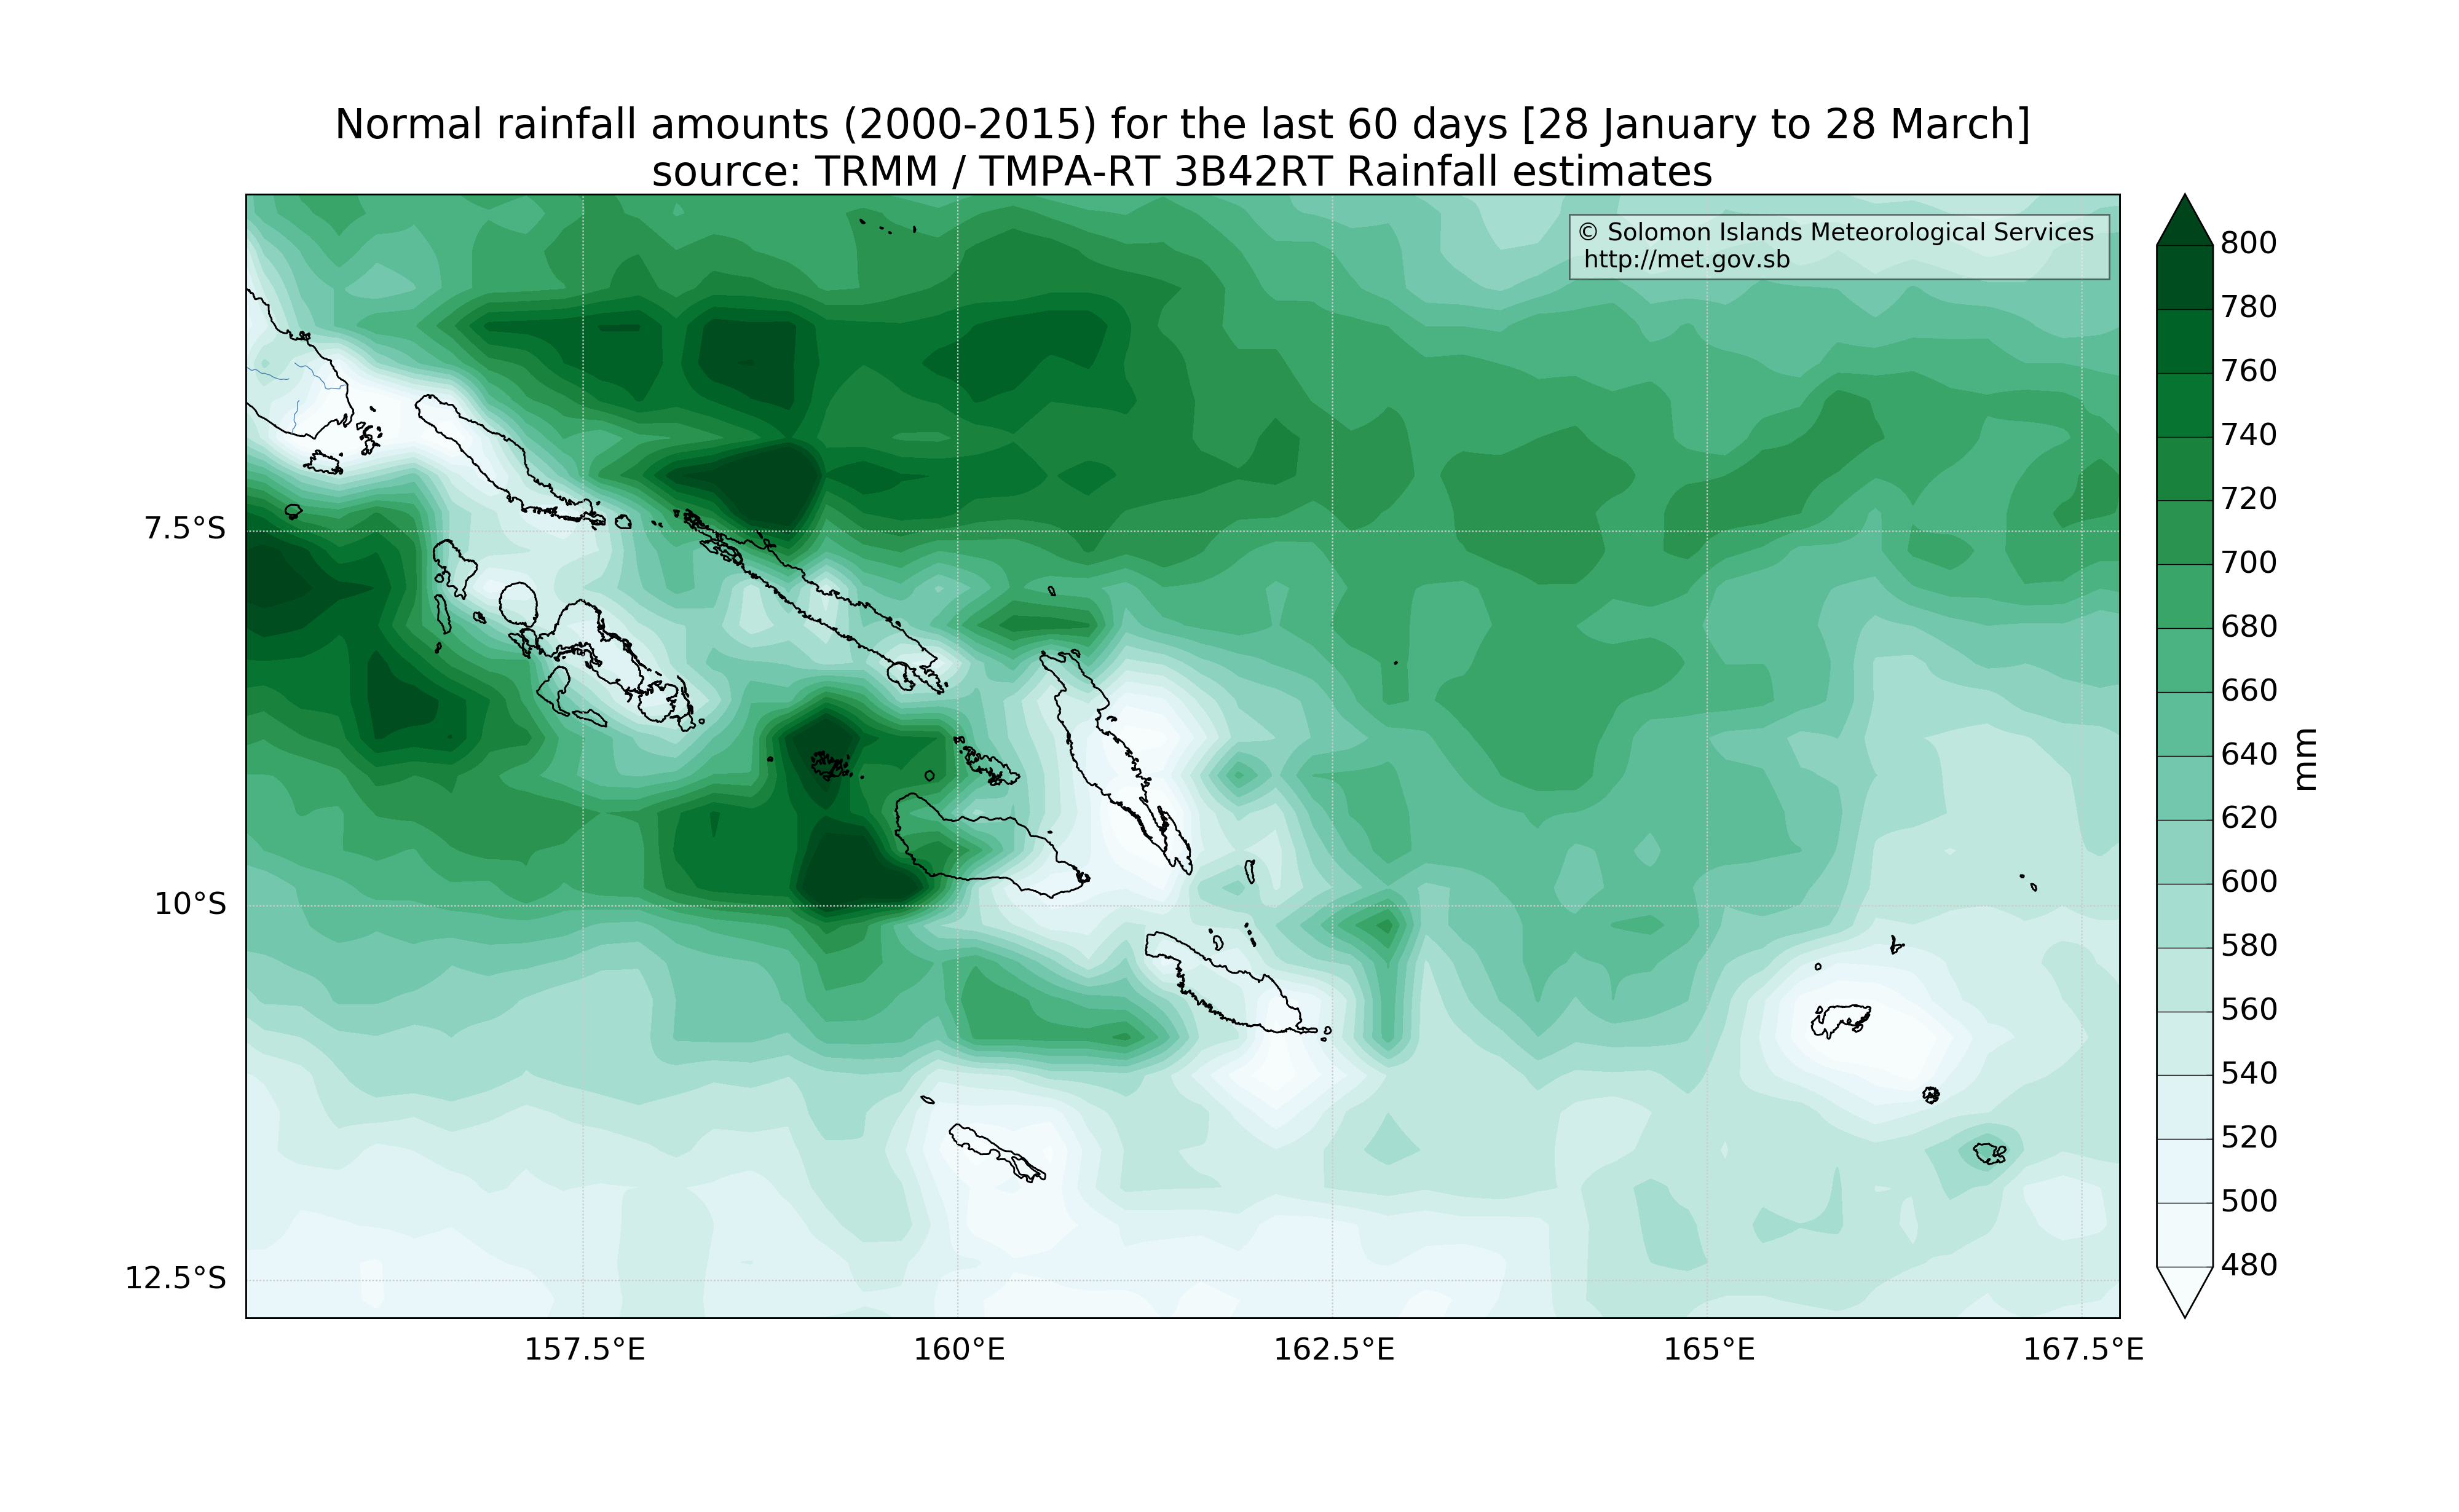 Normal rainfall amounts (2000-2015) for the last 60 days [28 January to 28 March]
source: TRMM / TMPA-RT 3B42RT Rainfall estimates
© Solomon Islands Meteorological Services
http://met.gov.sb
7.5°S
10°S
12.5°S
157.5°E
160°E
162.5°E
165°E
167.5°E
800
780
760
740
720
700
680
660
640
620
600
580
560
540
520
500
480
mm